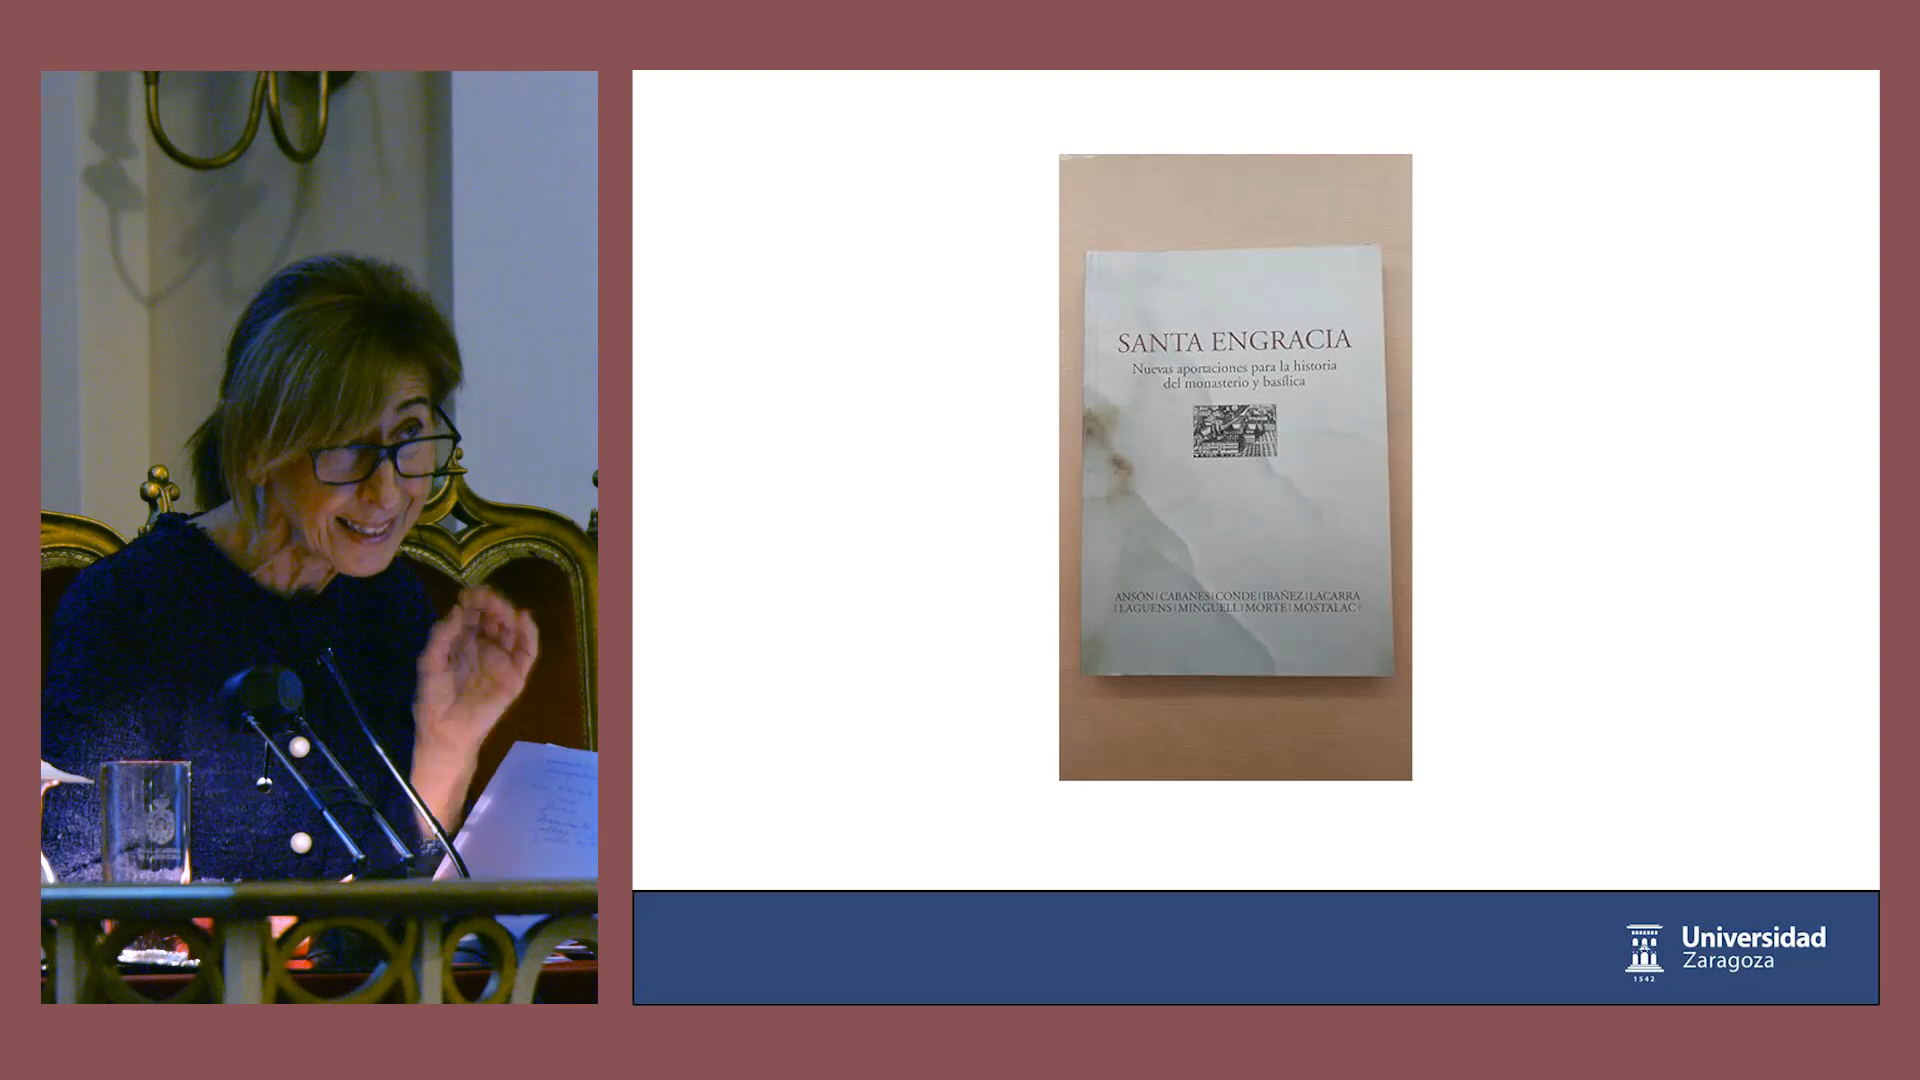 SANTA ENGRACIA
Nuevas aportaciones para la historia
del monasterio y basílica
ANSÓN | CABANES | CONDE | IBAÑEZ | LACARRA
| LAGUENS | MINGUELL | MORTE | MOSTALAC |
Universidad
Zaragoza
1542